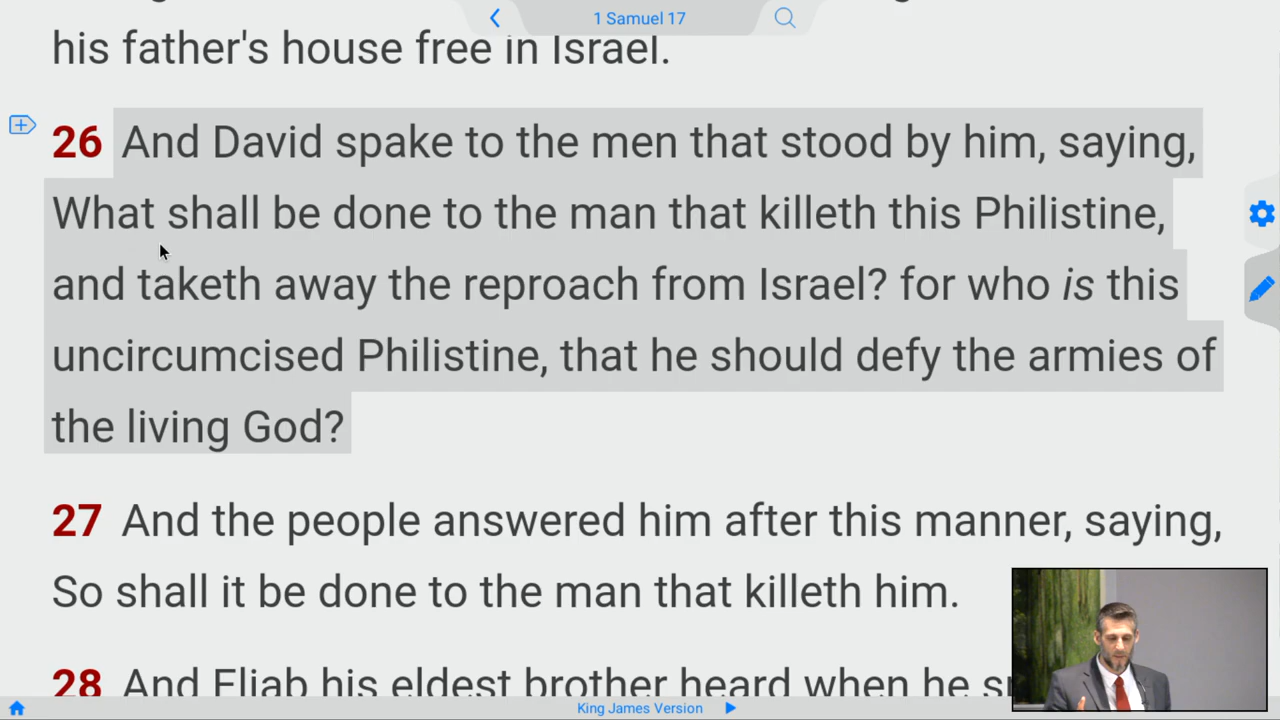 1 Samuel 17
his father's house free in Israel.
26 And David spake to the men that stood by him, saying,
What shall be done to the man that killeth this Philistine,
and taketh away the reproach from Israel? for who is this
uncircumcised Philistine, that he should defy the armies of
the living God?
27 And the people answered him after this manner, saying,
So shall it be done to the man that killeth him.
28 And Eliab his eldest brother heard when he
King James Version